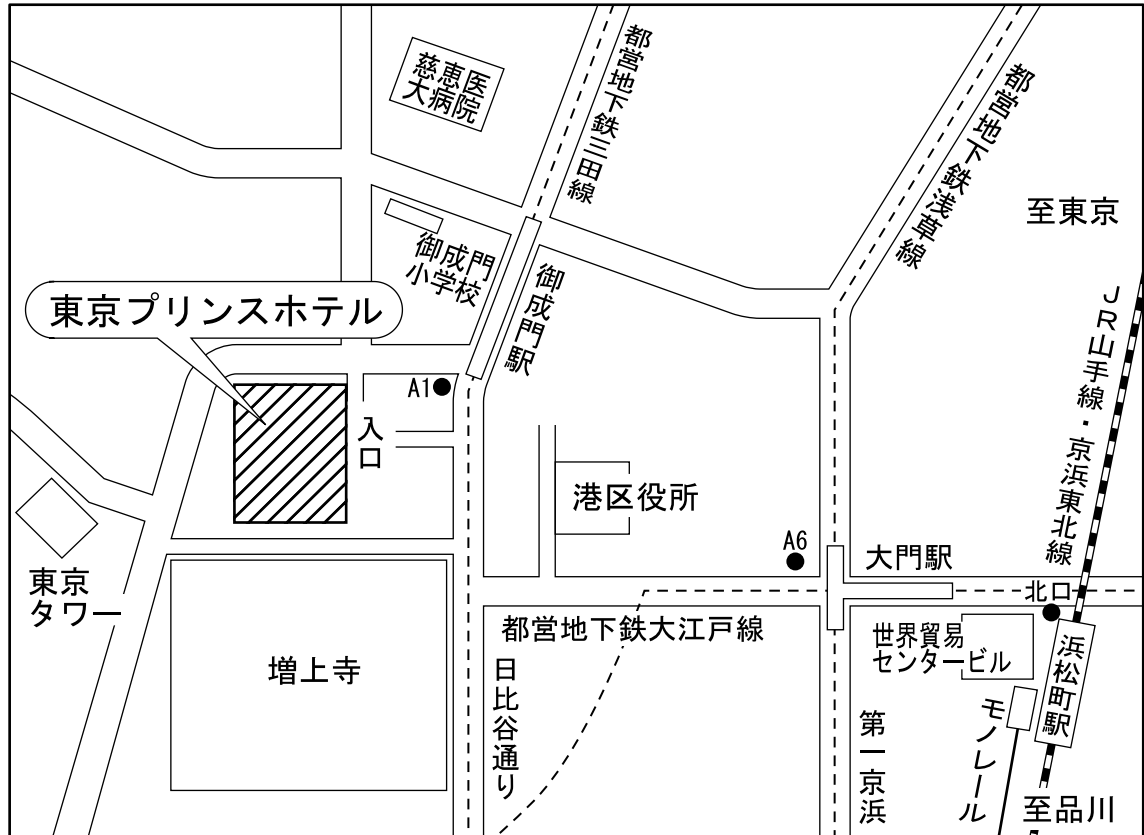 慈恵医
大病院
都営地下鉄三田線
都営地下鉄浅草線
至東京
御成門
小学校
御成門駅
東京プリンスホテル
JR山手線・京浜東北線
A1
入口
港区役所
A6
大門駅
北口
東京
タワー
都営地下鉄大江戸線
世界貿易
センタービル
増上寺
日比谷通り
浜松町駅
第一京浜
モノレール
至品川